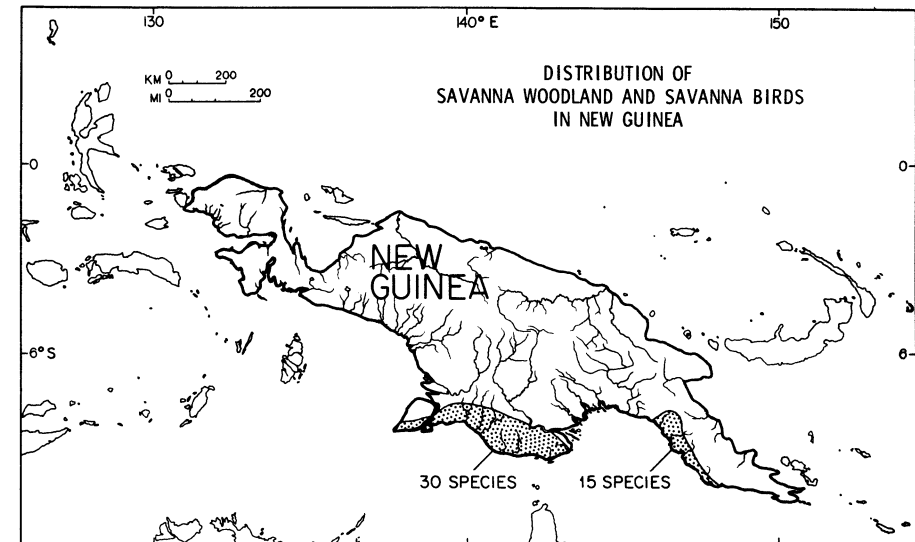 130
140° E
150
KM 0 200
MI 0 200
DISTRIBUTION OF
SAVANNA WOODLAND AND SAVANNA BIRDS
IN NEW GUINEA
0
0
NEW
GUINEA
6°S
6
30 SPECIES
15 SPECIES